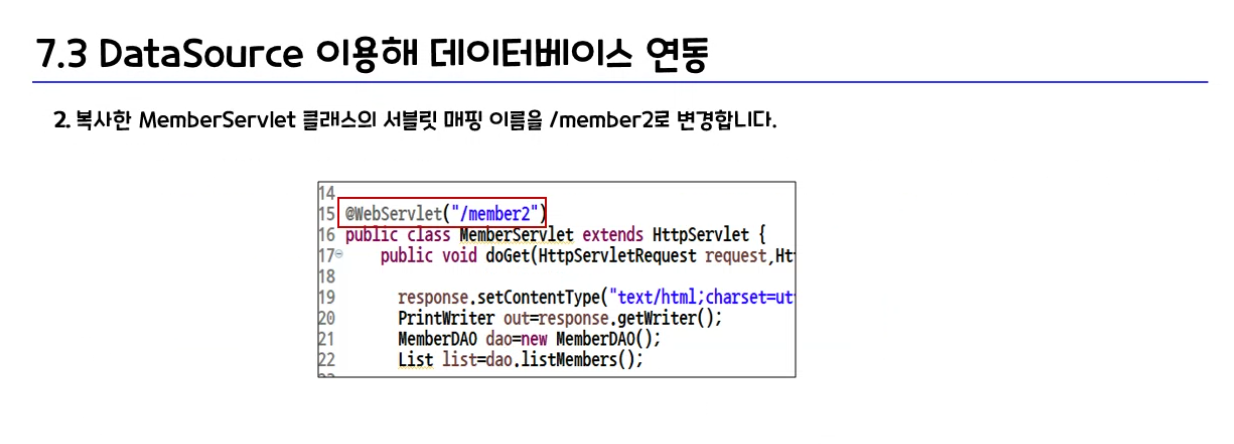 7.3 DataSource 이용해 데이터베이스 연동
2. 복사한 MemberServlet 클래스의 서블릿 매핑 이름을 /member2로 변경합니다.
14
15 @WebServlet("/member2")
16 public class MemberServlet extends HttpServlet {
17 public void doGet(HttpServletRequest request,Ht
18
19 response.setContentType("text/html;charset=ut
20 PrintWriter out=response.getWriter();
21 MemberDAO dao=new MemberDAO();
22 List list=dao.listMembers();